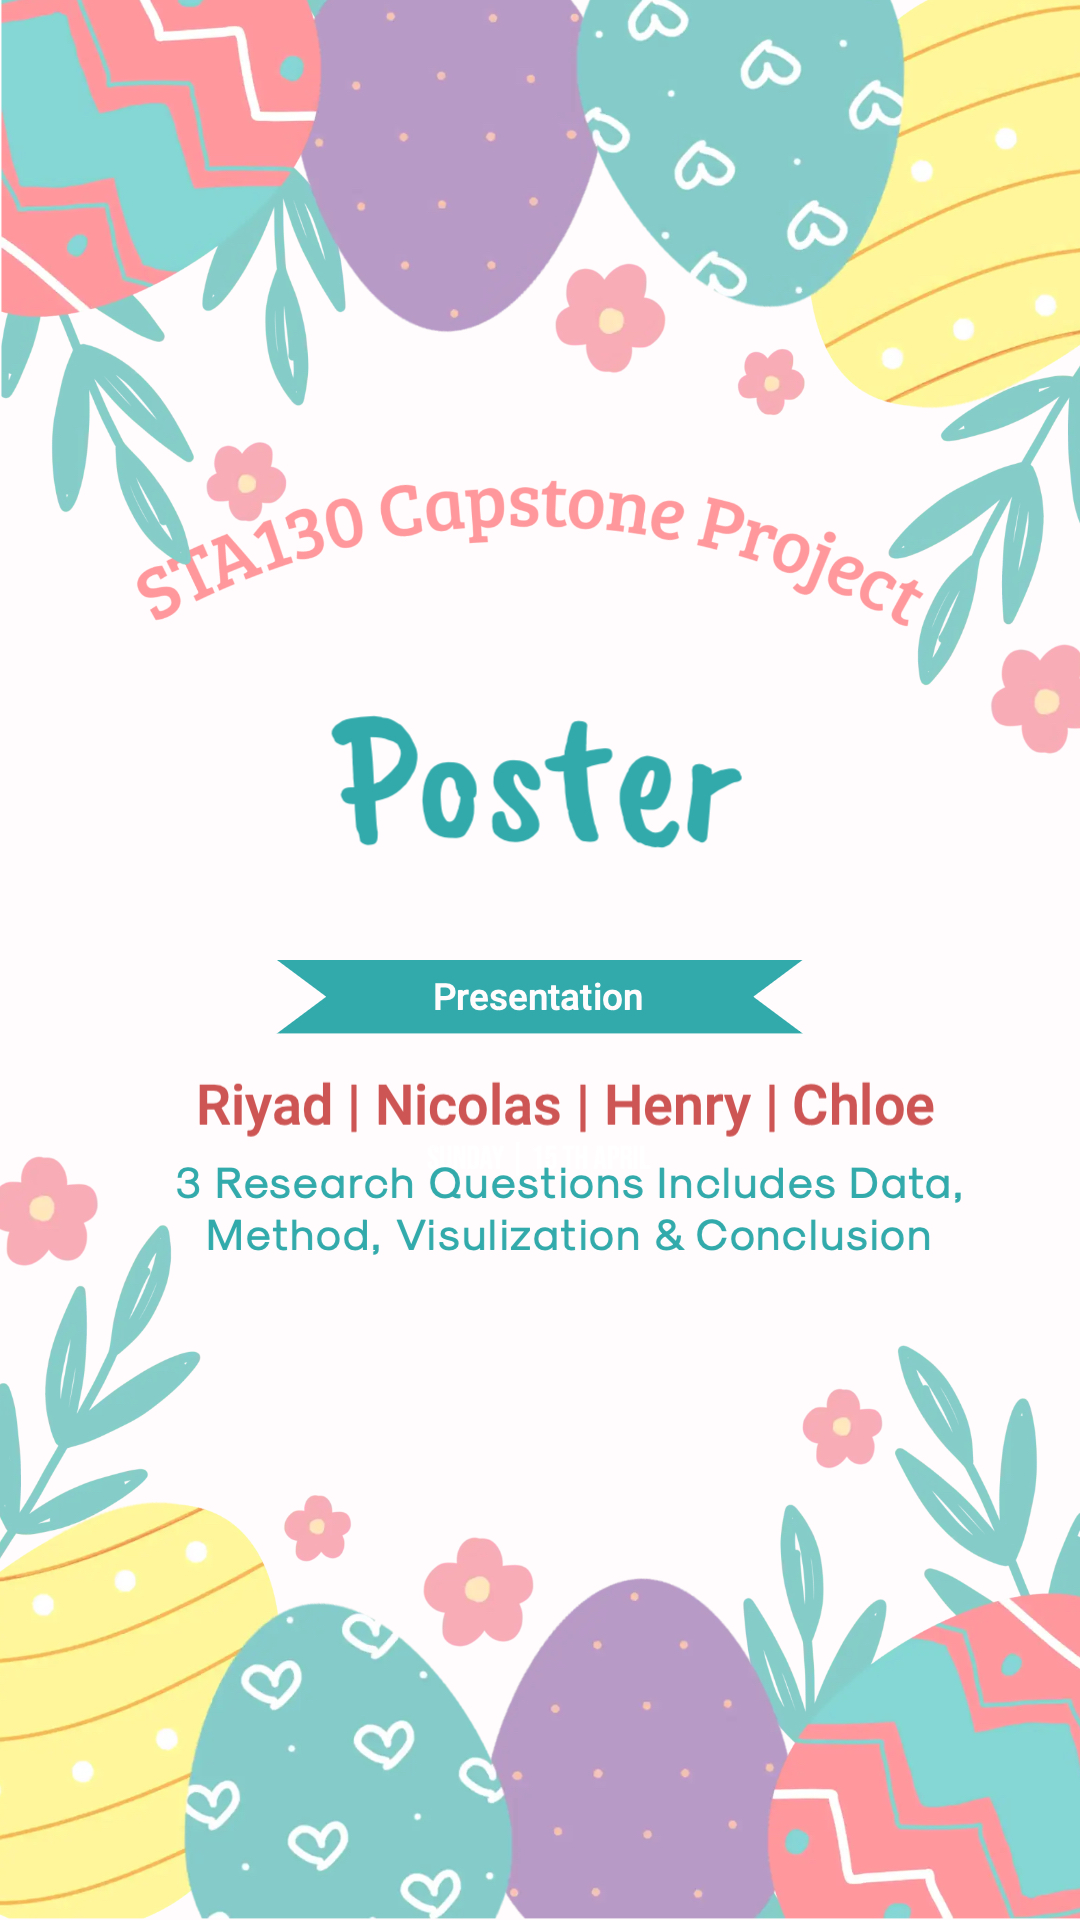 STA130 Capstone Project
Poster
Presentation
Riyad | Nicolas | Henry | Chloe
3 Research Questions Includes Data,
Method, Visulization & Conclusion